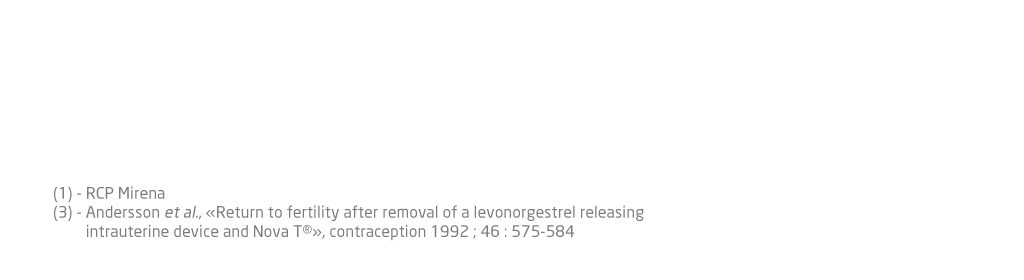 (1) - RCP Mirena
(3) - Andersson et al., «Return to fertility after removal of a levonorgestrel releasing
intrauterine device and Nova T®», contraception 1992 ; 46 : 575-584